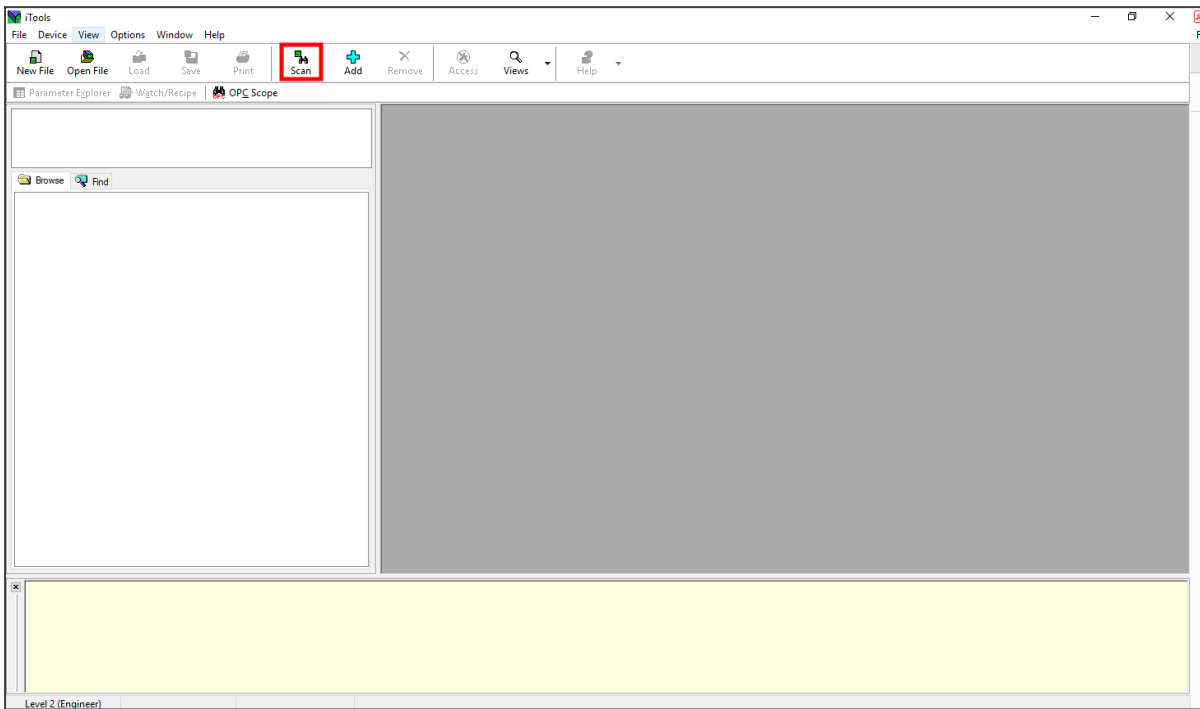 iTools
File Device View Options Window Help
New File Open File Load Save Print Scan Add Remove Access Views Help
Parameter Explorer Watch/Recipe OPC Scope
Browse Find
Level 2 (Engineer)